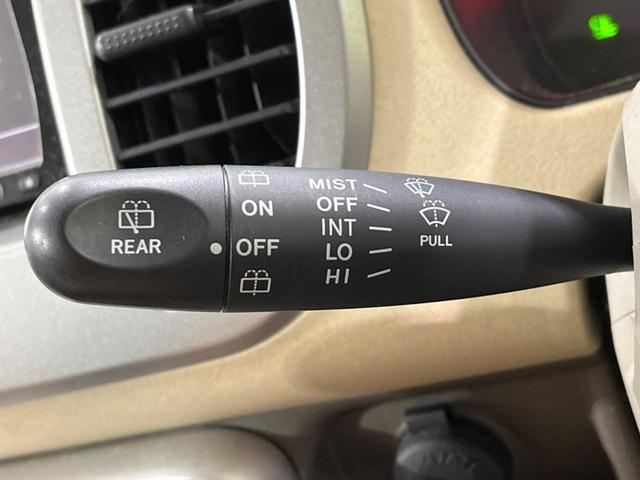 REAR
ON
OFF
MIST
OFF
INT
LO
HI
PULL